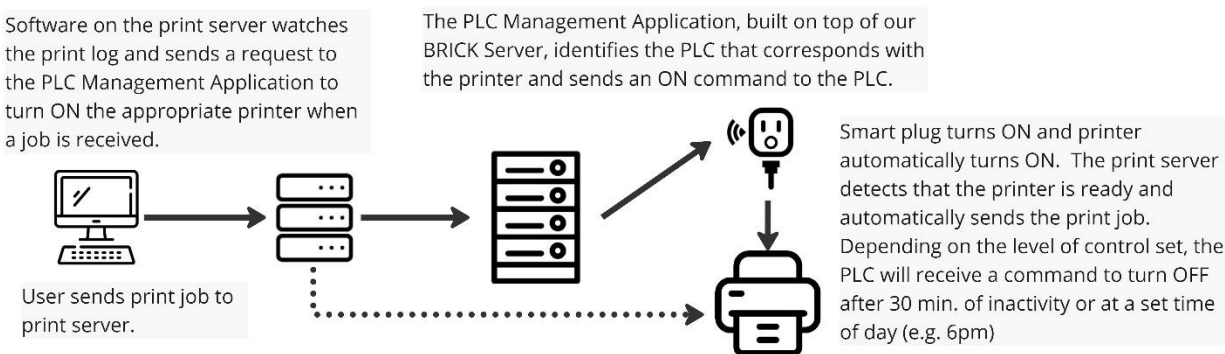 Software on the print server watches
the print log and sends a request to
the PLC Management Application to
turn ON the appropriate printer when
a job is received.
The PLC Management Application, built on top of our
BRICK Server, identifies the PLC that corresponds with
the printer and sends an ON command to the PLC.
Smart plug turns ON and printer
automatically turns ON.  The print server
detects that the printer is ready and
automatically sends the print job.
Depending on the level of control set, the
PLC will receive a command to turn OFF
after 30 min. of inactivity or at a set time
of day (e.g. 6pm)
User sends print job to
print server.